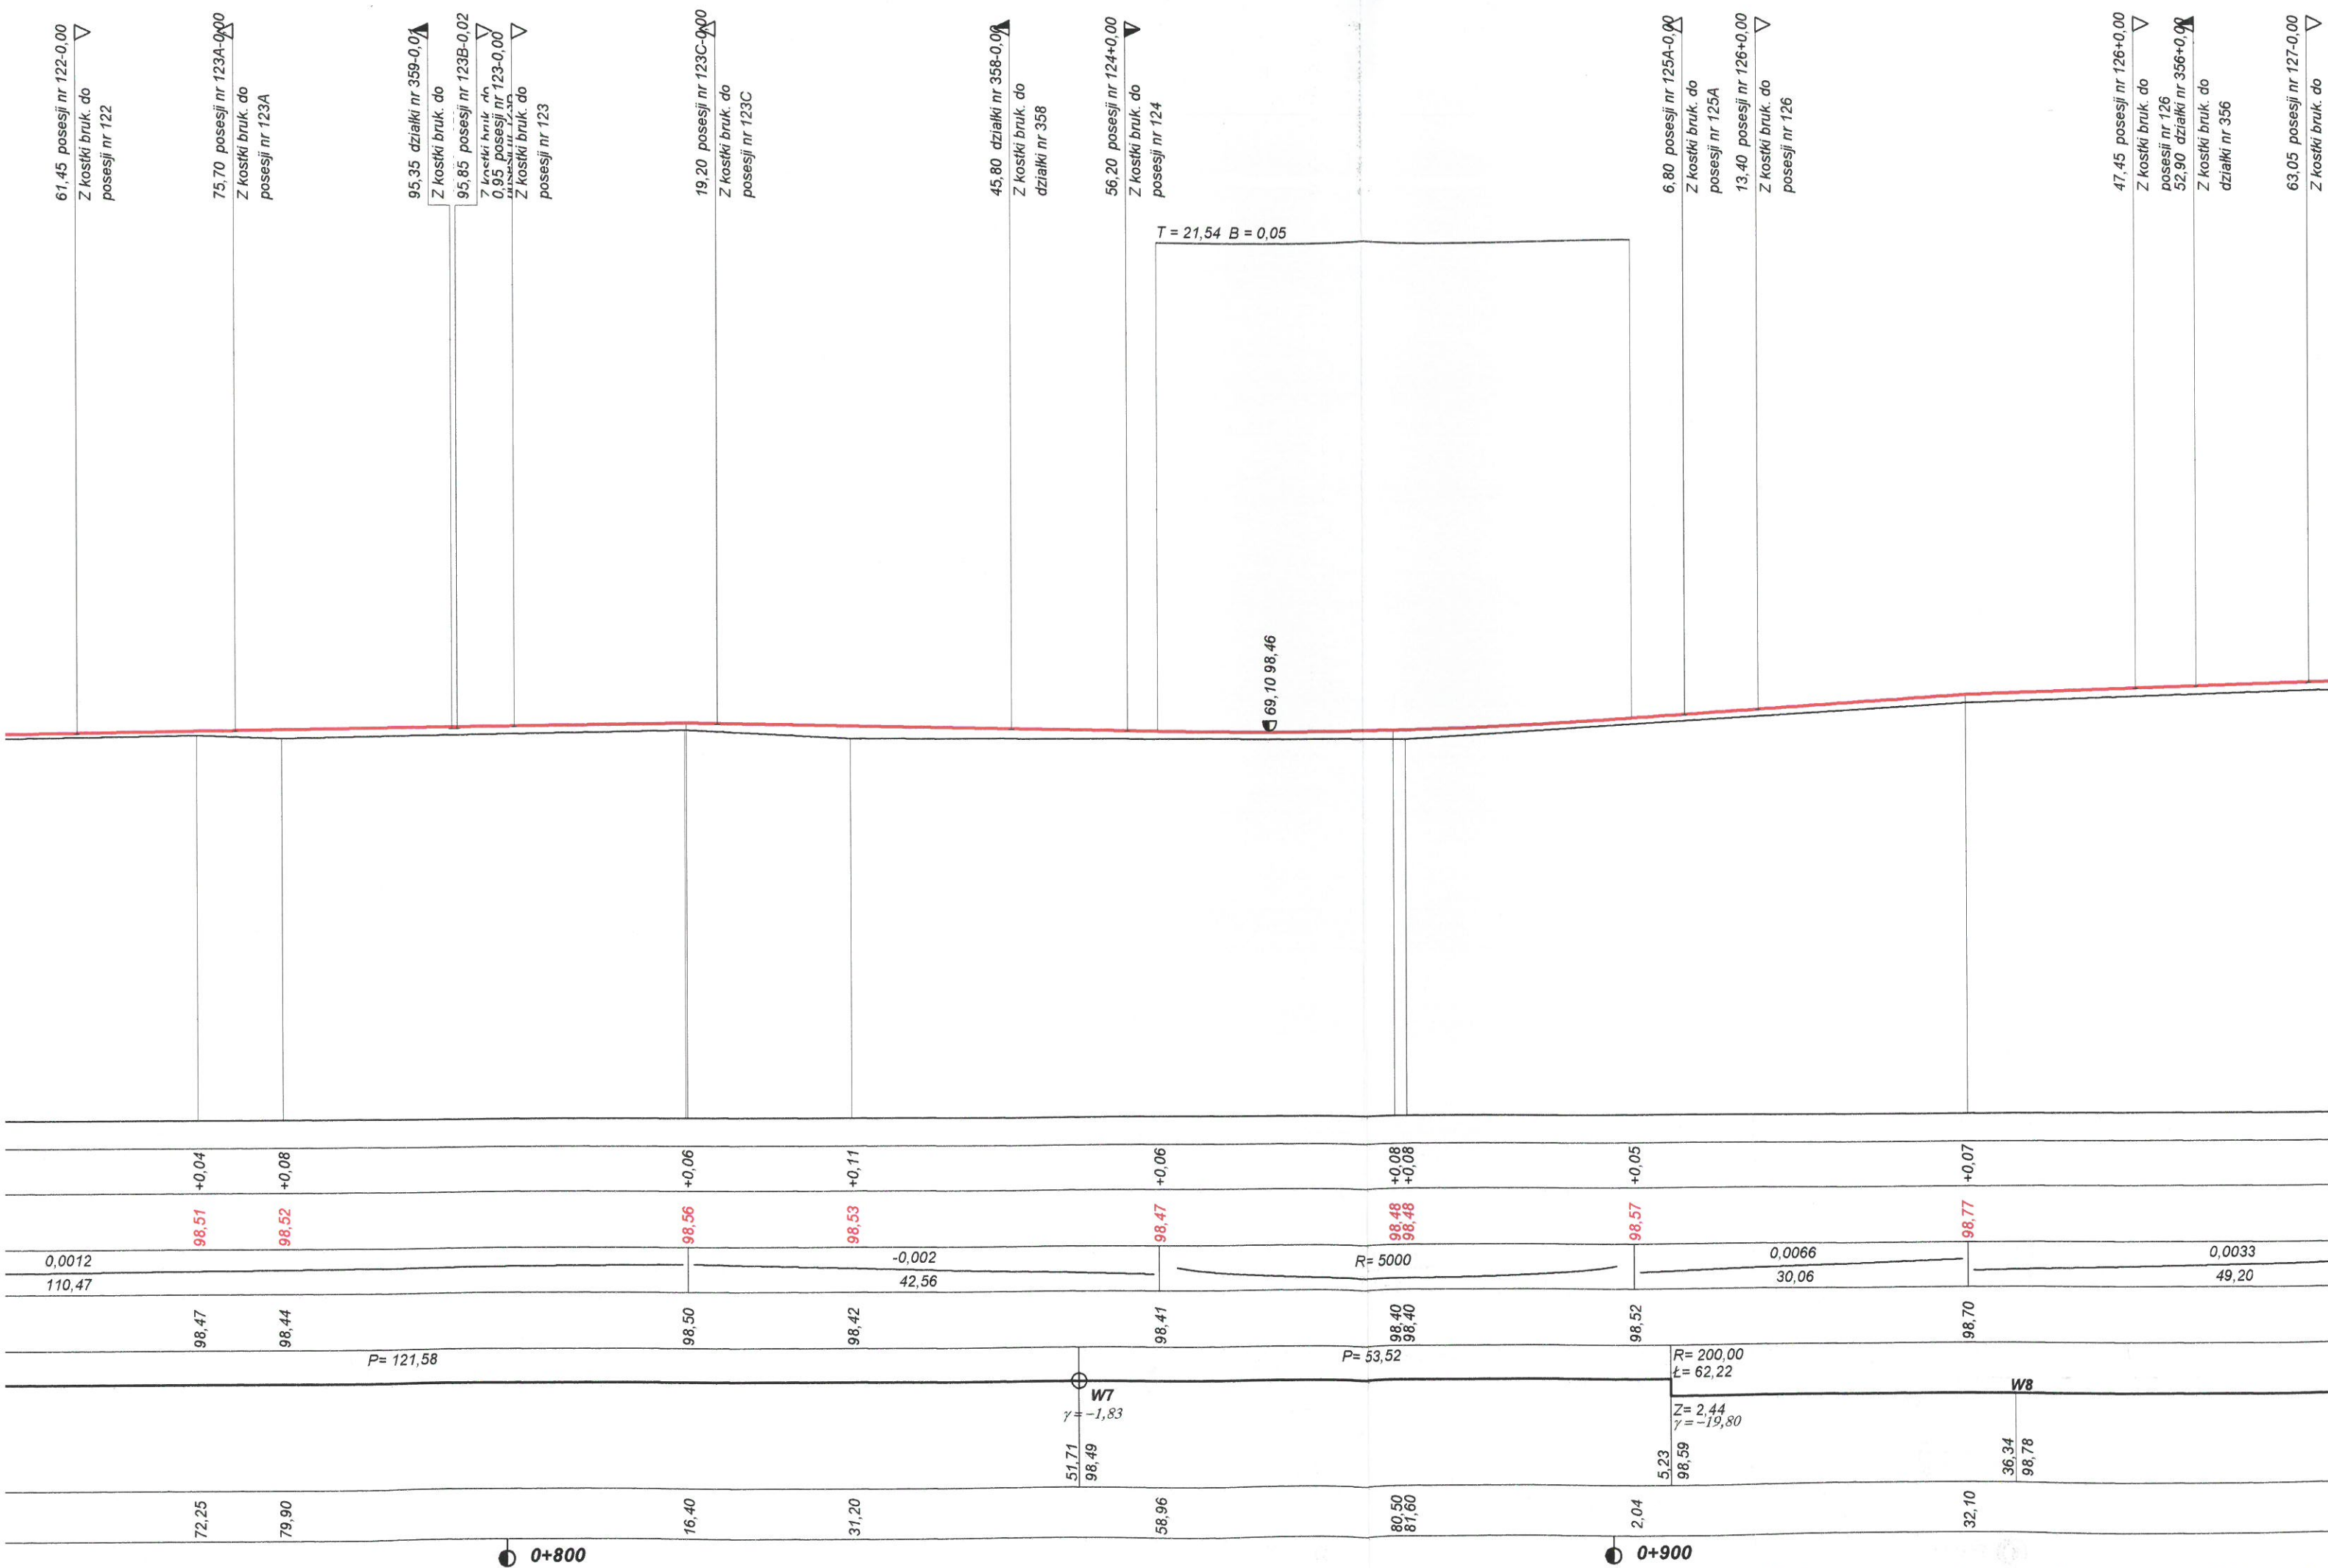 61,45 posesji nr 122-0,00
Z kostki bruk. do
posesji nr 122
75,70 posesji nr 123A-0,00
Z kostki bruk. do
posesji nr 123A
95,35 działki nr 359-0,01
Z kostki bruk. do
95,85 posesji nr 123B-0,02
Z kostki bruk. do
0,95 posesji nr 123-0,00
Z kostki bruk. do
posesji nr 123
19,20 posesji nr 123C-0,00
Z kostki bruk. do
posesji nr 123C
45,80 działki nr 358-0,00
Z kostki bruk. do
działki nr 358
56,20 posesji nr 124+0,00
Z kostki bruk. do
posesji nr 124
6,80 posesji nr 125A-0,00
Z kostki bruk. do
posesji nr 125A
13,40 posesji nr 126+0,00
Z kostki bruk. do
posesji nr 126
47,45 posesji nr 126+0,00
Z kostki bruk. do
posesji nr 126
52,90 działki nr 356+0,00
Z kostki bruk. do
działki nr 356
63,05 posesji nr 127-0,00
Z kostki bruk. do
T = 21,54 B = 0,05
69,10 98,46
+0,04 +0,08 +0,06 +0,11 +0,06 +0,08 +0,08 +0,05 +0,07
98,51 98,52 98,56 98,53 98,47 98,48 98,48 98,57 98,77
0,0012 -0,002 R= 5000 0,0066 0,0033
110,47 42,56 30,06 49,20
98,47 98,44 98,50 98,42 98,41 98,40 98,40 98,52 98,70
P= 121,58 P= 53,52 R= 200,00
Ł= 62,22
W7 W8
γ = −1,83 Z= 2,44
γ = −19,80
51,71 98,49 5,23 98,59 36,34 98,78
72,25 79,90 16,40 31,20 58,96 80,50 81,60 2,04 32,10
0+800 0+900